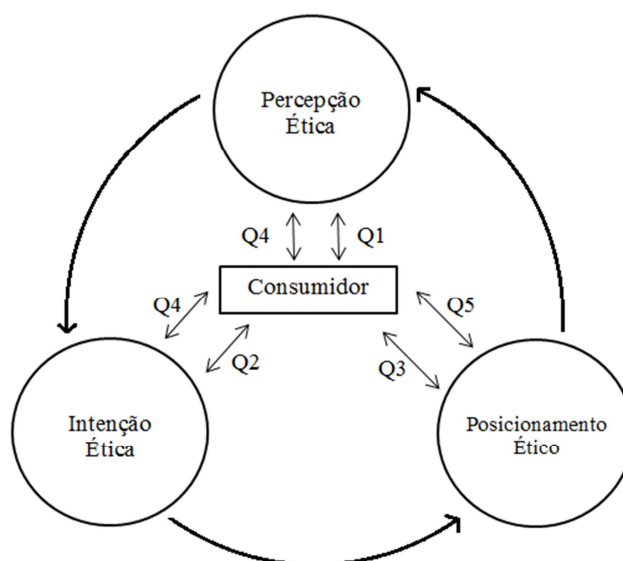 Percepção
Ética
Q4
Q1
Consumidor
Q4
Q5
Q2
Q3
Intenção
Ética
Posicionamento
Ético